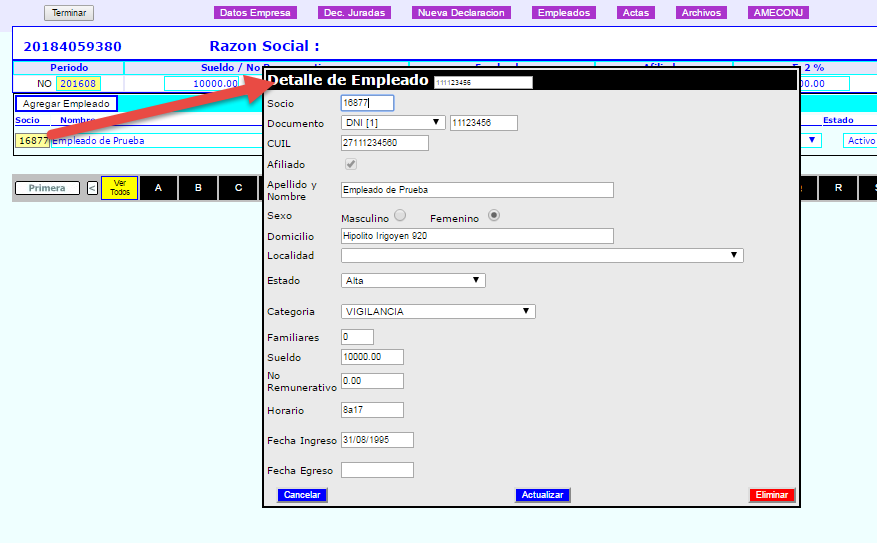 Terminar Datos Empresa Dec. Juradas Nueva Declaracion Empleados Actas Archivos AMECONJ
20184059380 Razon Social :
Periodo Sueldo / No 2 %
NO 201608 10000.00 00.00
Agregar Empleado
Socio Nombre Estado
16877 Empleado de Prueba Activo
Primera < Ver Todos A B C R
Detalle de Empleado 111123456
Socio 16877
Documento DNI [1] 11123456
CUIL 27111234560
Afiliado
Apellido y
Nombre Empleado de Prueba
Sexo Masculino Femenino
Domicilio Hipolito Irigoyen 920
Localidad
Estado Alta
Categoria VIGILANCIA
Familiares 0
Sueldo 10000.00
No
Remunerativo 0.00
Horario 8a17
Fecha Ingreso 31/08/1995
Fecha Egreso
Cancelar Actualizar Eliminar